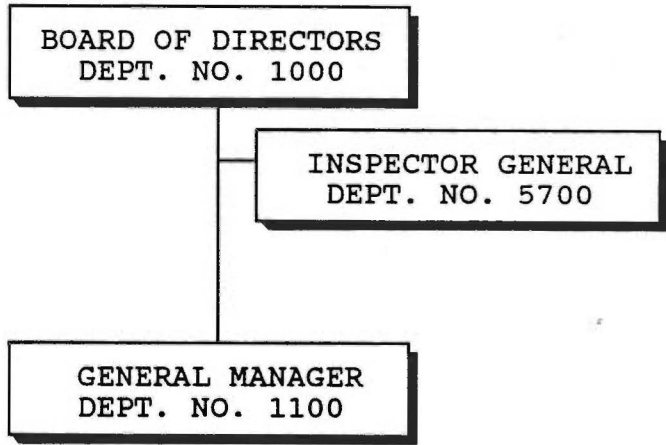 BOARD OF DIRECTORS
DEPT. NO. 1000
INSPECTOR GENERAL
DEPT. NO. 5700
GENERAL MANAGER
DEPT. NO. 1100